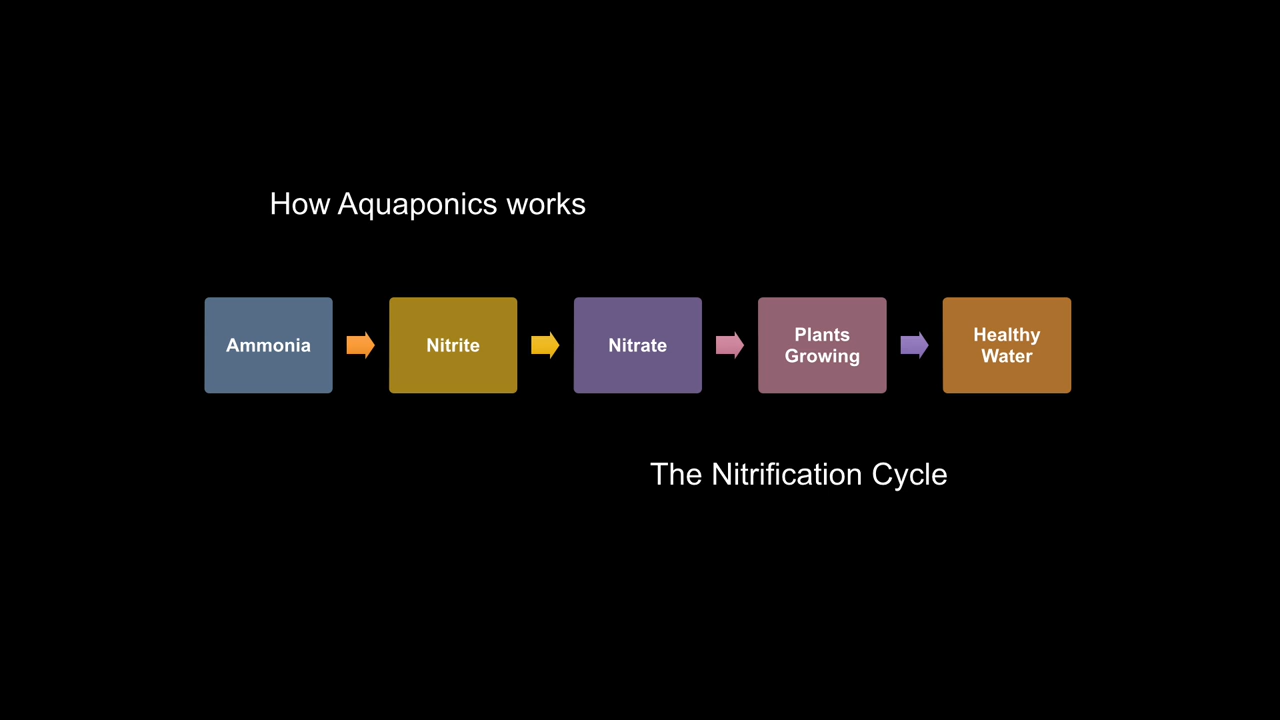 How Aquaponics works
Ammonia
Nitrite
Nitrate
Plants
Growing
Healthy
Water
The Nitrification Cycle